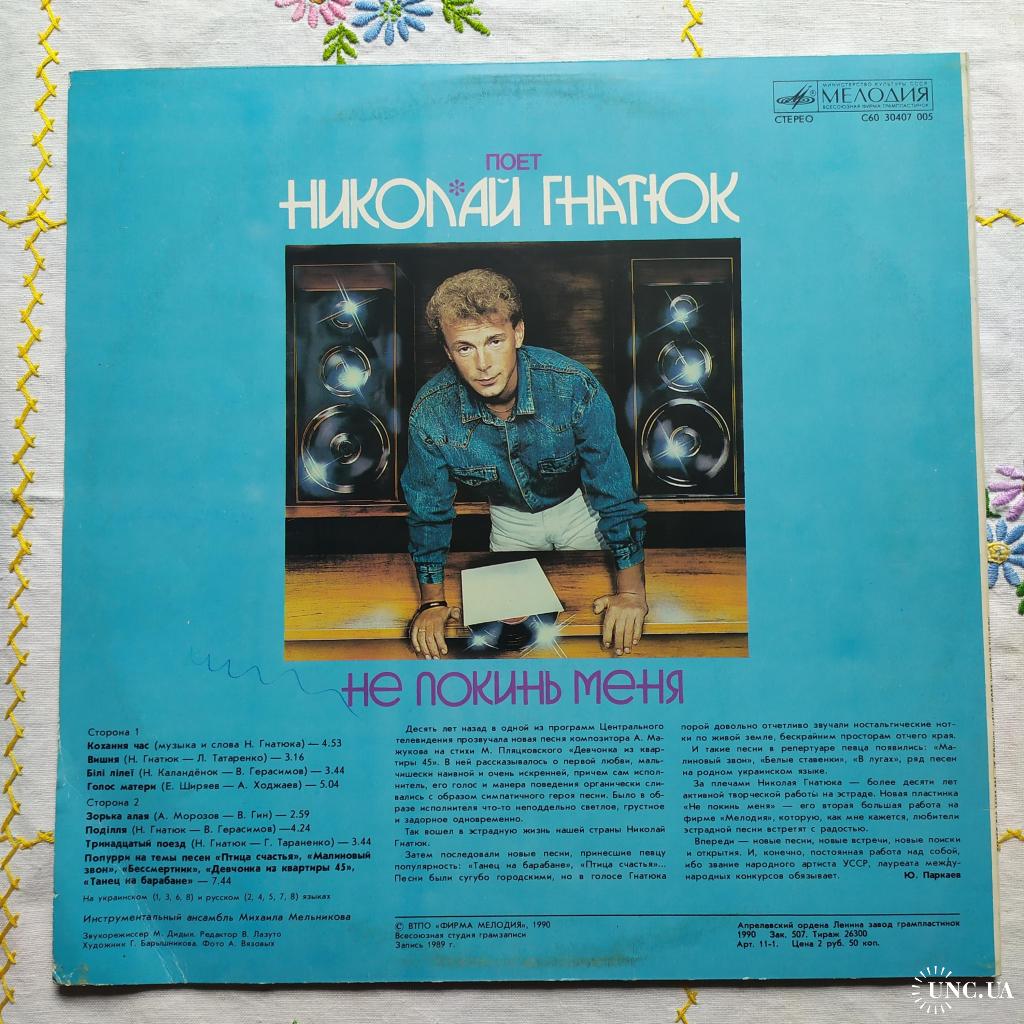 МИНИСТЕРСТВО КУЛЬТУРЫ СССР
МЕЛОДИЯ
ВСЕСОЮЗНАЯ ФИРМА ГРАМПЛАСТИНОК
СТЕРЕО С60 30407 005
ПОЕТ
НИКОЛАЙ ГНАТЮК
НЕ ПОКИНЬ МЕНЯ
Сторона 1
Кохання час (музыка и слова Н. Гнатюка) — 4.53
Вишня (Н. Гнатюк — Л. Татаренко) — 3.16
Білі лілеї (Н. Каландёнок — В. Герасимов) — 3.44
Голос матери (Е. Ширяев — А. Ходжаев) — 5.04
Сторона 2
Зорька алая (А. Морозов — В. Гин) — 2.59
Поділля (Н. Гнатюк — В. Герасимов) —4.24
Тринадцатый поезд (Н. Гнатюк — Г. Тараненко) — 3.44
Попурри на темы песен «Птица счастья», «Малиновый
звон», «Бессмертник», «Девчонка из квартиры 45»,
«Танец на барабане» — 7.44
На украинском (1, 3, 6, 8) и русском (2, 4, 5, 7, 8) языках
Инструментальный ансамбль Михаила Мельникова
Звукорежиссер М. Дидык. Редактор В. Лазуто
Художник Г. Барышникова. Фото А. Вязовых
Десять лет назад в одной из программ Центрального
телевидения прозвучала новая песня композитора А. Ма-
жукова на стихи М. Пляцковского «Девчонка из квар-
тиры 45». В ней рассказывалось о первой любви, маль-
чишески наивной и очень искренней, причем сам испол-
нитель, его голос и манера поведения органически сли-
вались с образом симпатичного героя песни. Было в об-
разе исполнителя что-то неподдельно светлое, грустное
и задорное одновременно.
Так вошел в эстрадную жизнь нашей страны Николай
Гнатюк.
Затем последовали новые песни, принесшие певцу
популярность: «Танец на барабане», «Птица счастья»...
Песни были сугубо городскими, но в голосе Гнатюка
порой довольно отчетливо звучали ностальгические нот-
ки по живой земле, бескрайним просторам отчего края.
И такие песни в репертуаре певца появились: «Ма-
линовый звон», «Белые ставенки», «В лугах», ряд песен
на родном украинском языке.
За плечами Николая Гнатюка — более десяти лет
активной творческой работы на эстраде. Новая пластинка
«Не покинь меня» — его вторая большая работа на
фирме «Мелодия», которую, как мне кажется, любители
эстрадной песни встретят с радостью.
Впереди — новые песни, новые встречи, новые поиски
и открытия. И, конечно, постоянная работа над собой,
ибо звание народного артиста УССР, лауреата между-
народных конкурсов обязывает. Ю. Паркаев
© ВТПО «ФИРМА МЕЛОДИЯ», 1990
Всесоюзная студия грамзаписи
Запись 1989 г.
Апрелевский ордена Ленина завод грампластинок
1990 Зак. 507. Тираж 26300
Арт. 11-1. Цена 2 руб. 50 коп.
UNC.UA